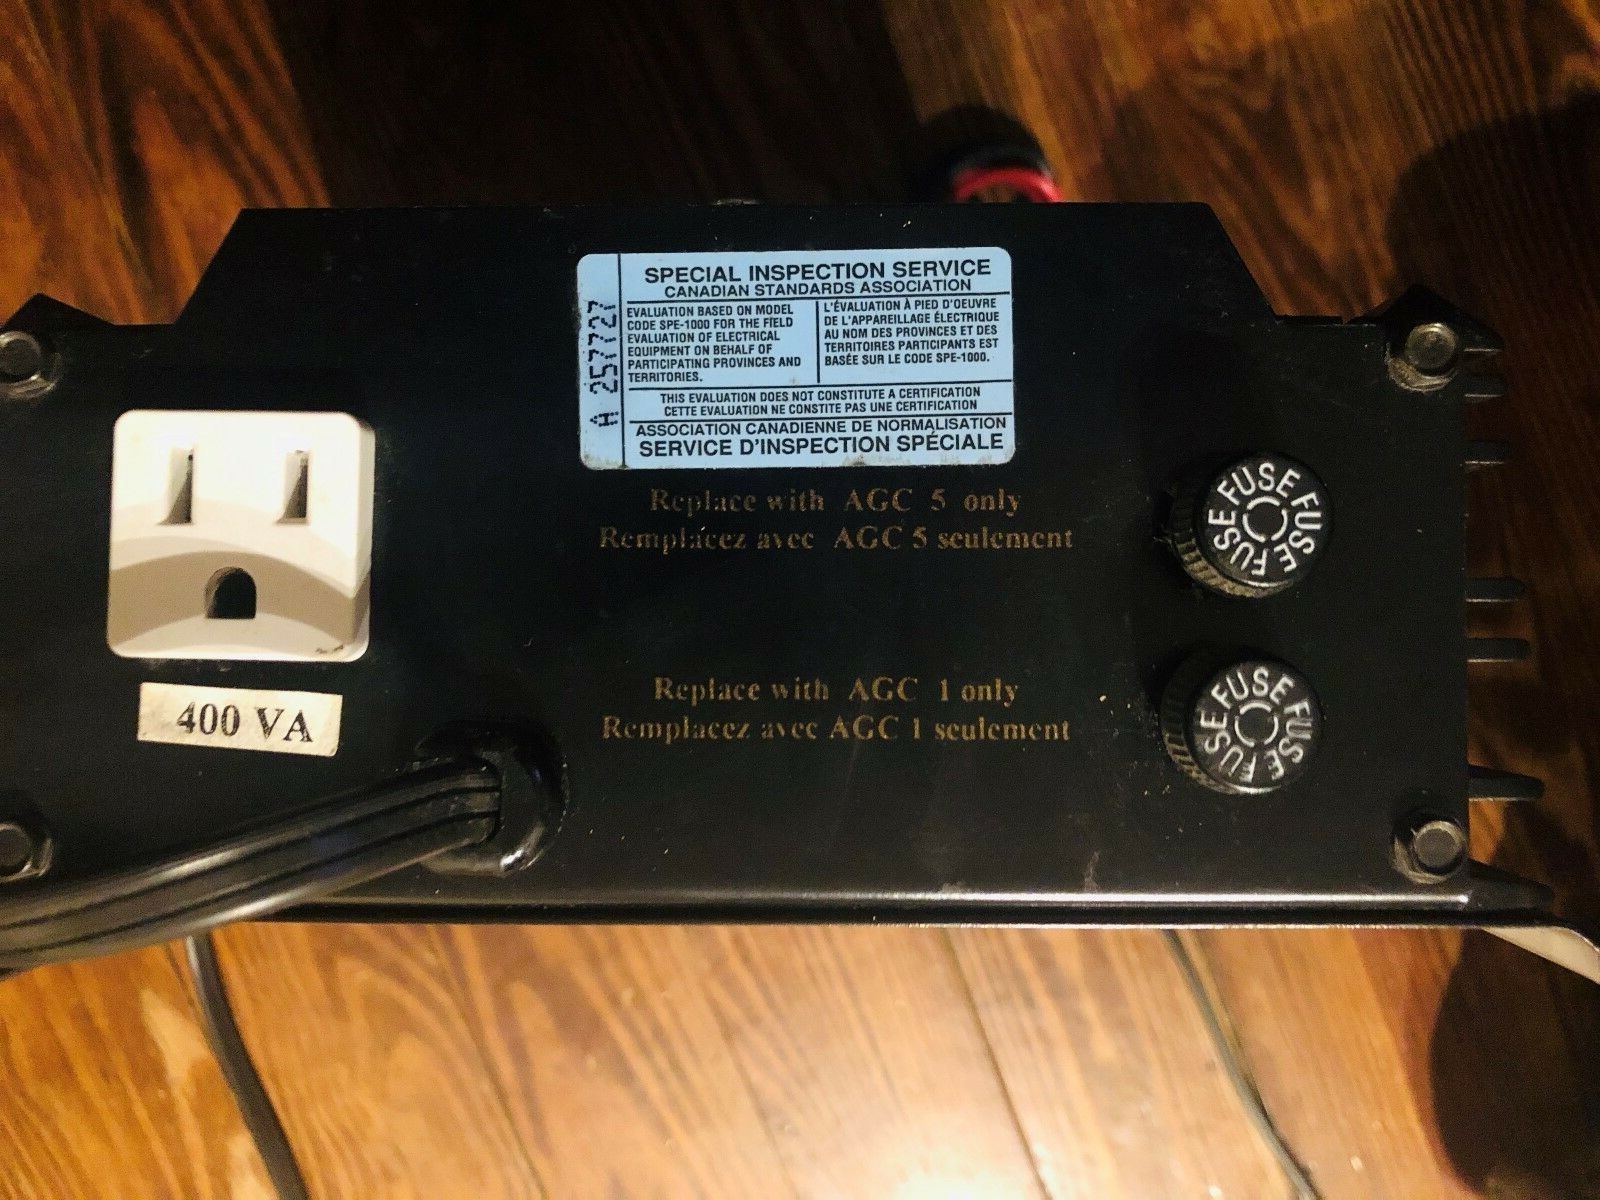 SPECIAL INSPECTION SERVICE
CANADIAN STANDARDS ASSOCIATION
A 257727
EVALUATION BASED ON MODEL
CODE SPE-1000 FOR THE FIELD
EVALUATION OF ELECTRICAL
EQUIPMENT ON BEHALF OF
PARTICIPATING PROVINCES AND
TERRITORIES.
L'ÉVALUATION À PIED D'OEUVRE
DE L'APPAREILLAGE ÉLECTRIQUE
AU NOM DES PROVINCES ET DES
TERRITOIRES PARTICIPANTS EST
BASÉE SUR LE CODE SPE-1000.
THIS EVALUATION DOES NOT CONSTITUTE A CERTIFICATION
CETTE EVALUATION NE CONSTITE PAS UNE CERTIFICATION
ASSOCIATION CANADIENNE DE NORMALISATION
SERVICE D'INSPECTION SPÉCIALE
Replace with AGC 5 only
Remplacez avec AGC 5 seulement
FUSE FUSE FUSE FUSE
Replace with AGC 1 only
Remplacez avec AGC 1 seulement
FUSE FUSE FUSE FUSE
400 VA